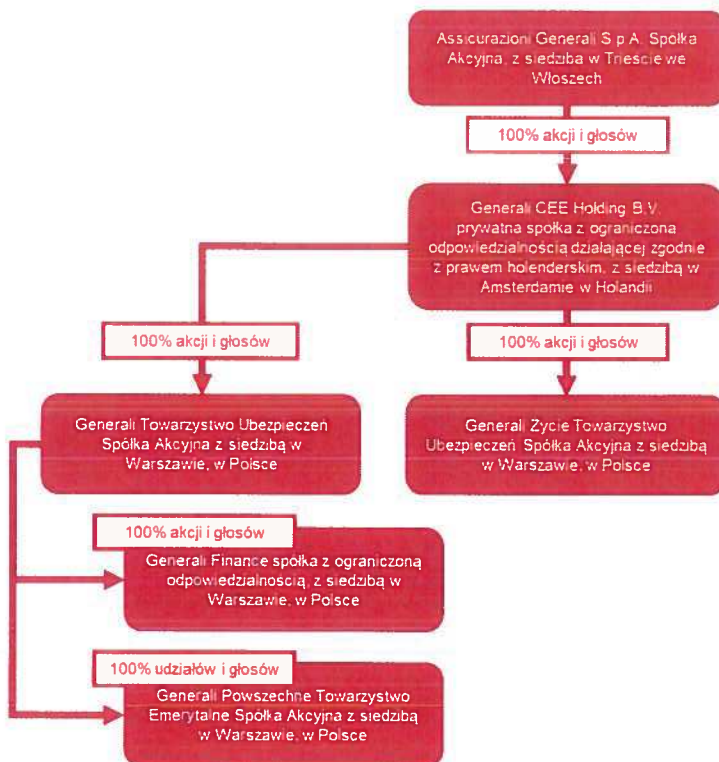 Assicurazioni Generali S p A. Spółka
Akcyjna, z siedziba w Trieście we
Włoszech
100% akcji i głosów
Generali CEE Holding B.V.
prywatna spółka z ograniczona
odpowiedzialnością działającej zgodnie
z prawem holenderskim, z siedzibą w
Amsterdamie w Holandii
100% akcji i głosów
100% akcji i głosów
Generali Towarzystwo Ubezpieczeń
Spółka Akcyjna z siedzibą w
Warszawie, w Polsce
Generali Życie Towarzystwo
Ubezpieczeń Spółka Akcyjna z siedzibą
w Warszawie, w Polsce
100% akcji i głosów
Generali Finance spółka z ograniczoną
odpowiedzialnością, z siedzibą w
Warszawie, w Polsce
100% udziałów i głosów
Generali Powszechne Towarzystwo
Emerytalne Spółka Akcyjna z siedzibą
w Warszawie, w Polsce